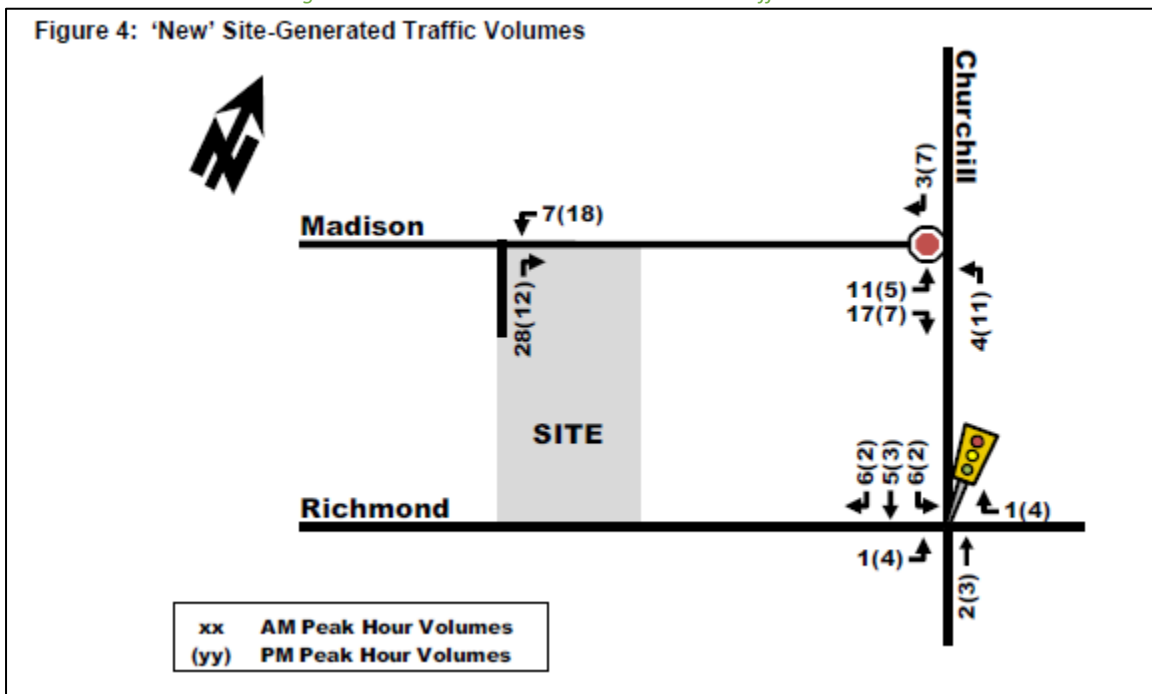 Figure 4: ‘New’ Site-Generated Traffic Volumes
N
Churchill
3(7)
Madison
7(18)
28(12)
11(5)
17(7)
4(11)
SITE
6(2)
5(3)
6(2)
Richmond
1(4)
1(4)
2(3)
xx AM Peak Hour Volumes
(yy) PM Peak Hour Volumes